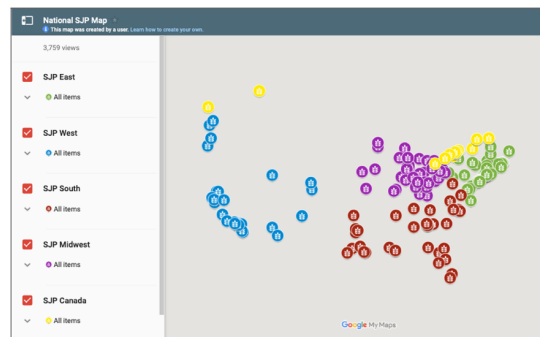 National SJP Map
This map was created by a user. Learn how to create your own.
3,759 views
SJP East
All items
SJP West
All items
SJP South
All items
SJP Midwest
All items
SJP Canada
All items
Google My Maps